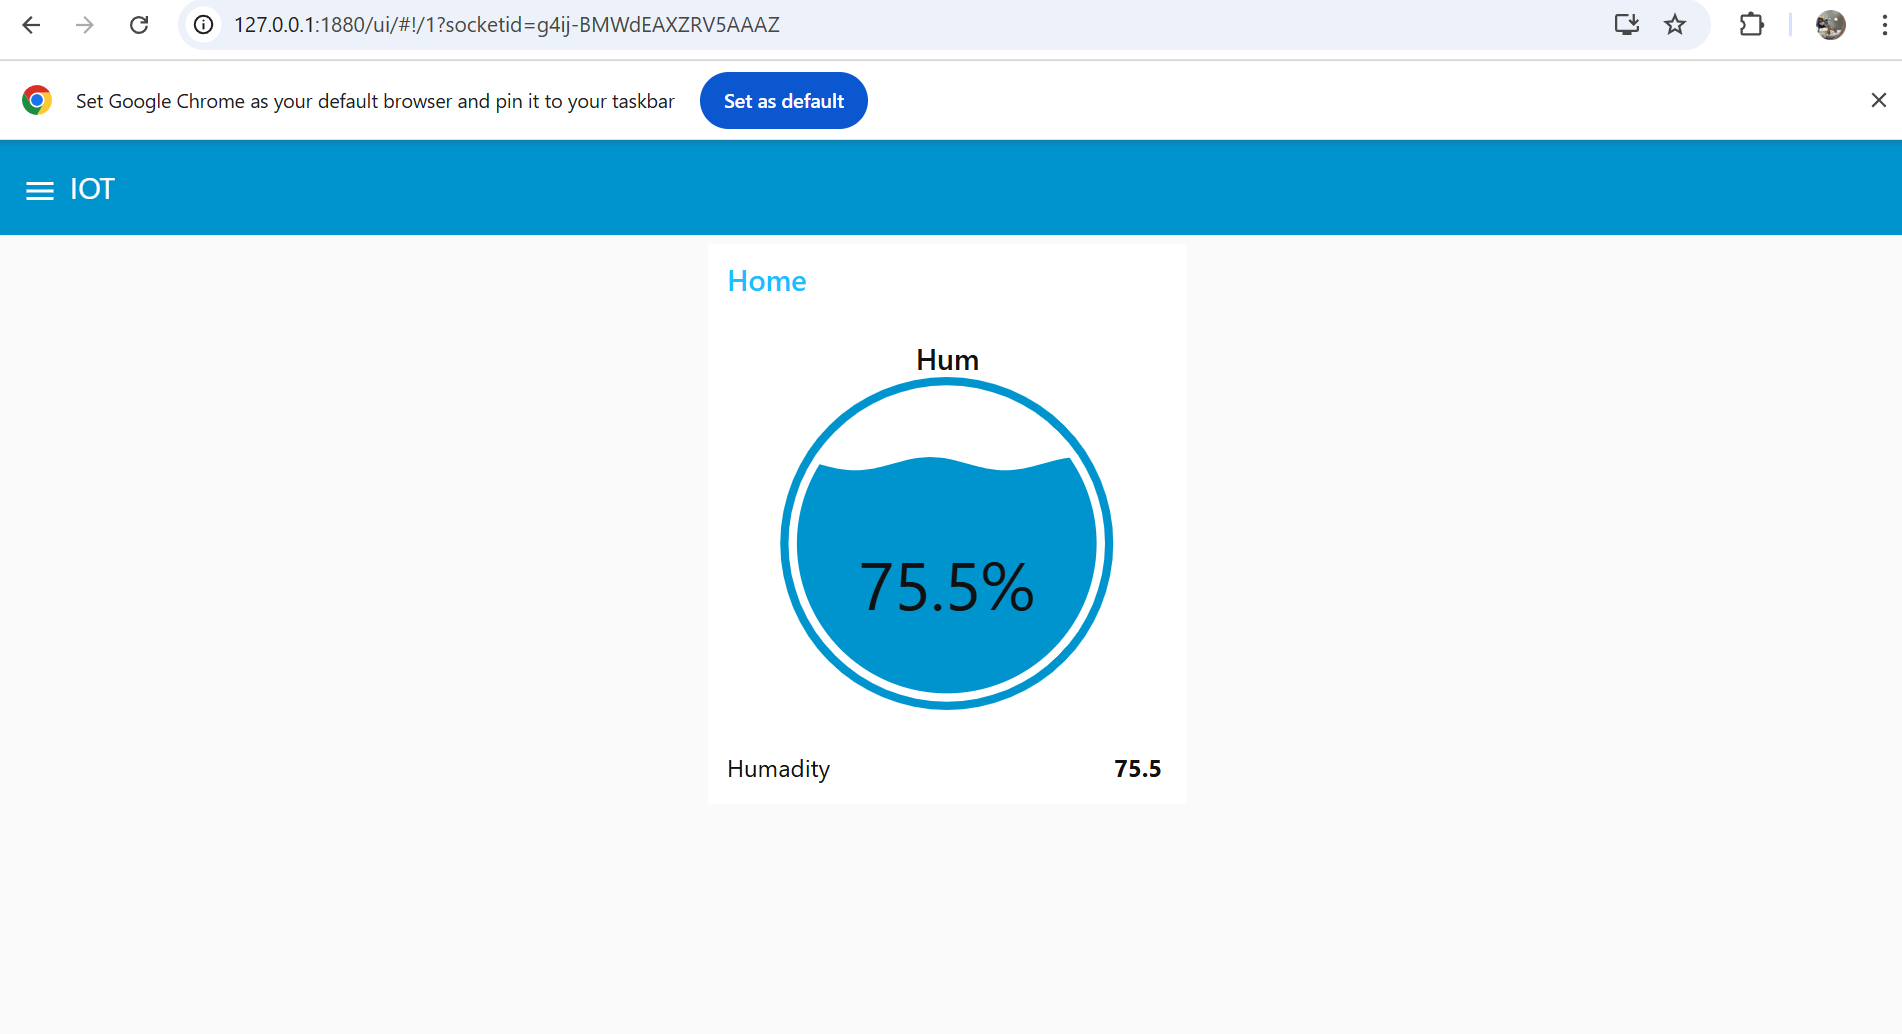 127.0.0.1:1880/ui/#!/1?socketid=g4ij-BMWdEAXZRV5AAAZ
Set Google Chrome as your default browser and pin it to your taskbar Set as default
IOT
Home
Hum
75.5%
Humadity 75.5